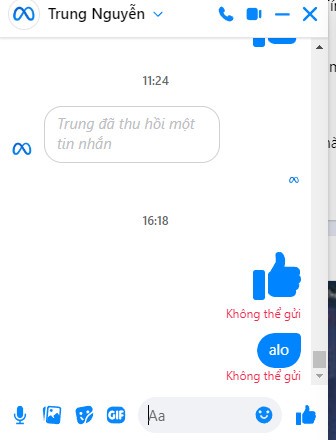 Trung Nguyễn
11:24
Trung đã thu hồi một
tin nhắn
16:18
Không thể gửi
alo
Không thể gửi
GIF
Aa